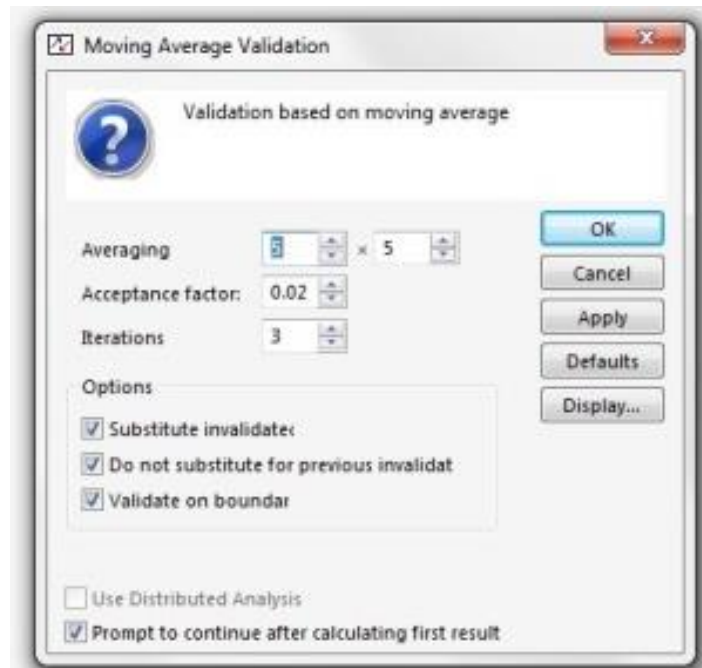 Moving Average Validation
Validation based on moving average
Averaging 5 × 5
Acceptance factor: 0.02
Iterations 3
OK
Cancel
Apply
Defaults
Display...
Options
Substitute invalidatec
Do not substitute for previous invalidat
Validate on boundar
Use Distributed Analysis
Prompt to continue after calculating first result